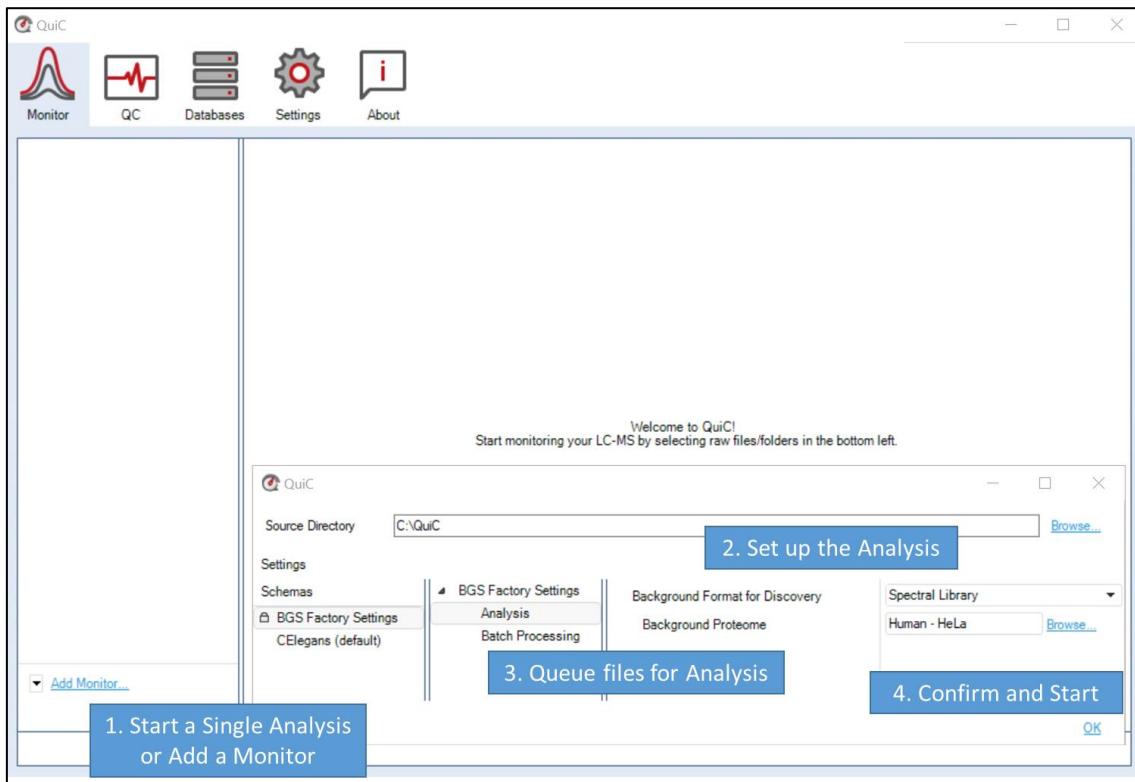 QuiC
Monitor
QC
Databases
Settings
About
Welcome to QuiC!
Start monitoring your LC-MS by selecting raw files/folders in the bottom left.
QuiC
Source Directory
C:\QuiC
Browse...
2. Set up the Analysis
Settings
Schemas
BGS Factory Settings
CElegans (default)
BGS Factory Settings
Analysis
Batch Processing
Background Format for Discovery
Spectral Library
Background Proteome
Human - HeLa
Browse...
3. Queue files for Analysis
4. Confirm and Start
Add Monitor...
1. Start a Single Analysis
or Add a Monitor
OK